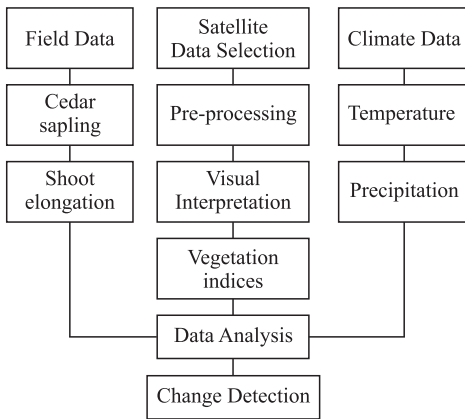 Field Data
Cedar
sapling
Shoot
elongation
Satellite
Data Selection
Pre-processing
Visual
Interpretation
Vegetation
indices
Climate Data
Temperature
Precipitation
Data Analysis
Change Detection